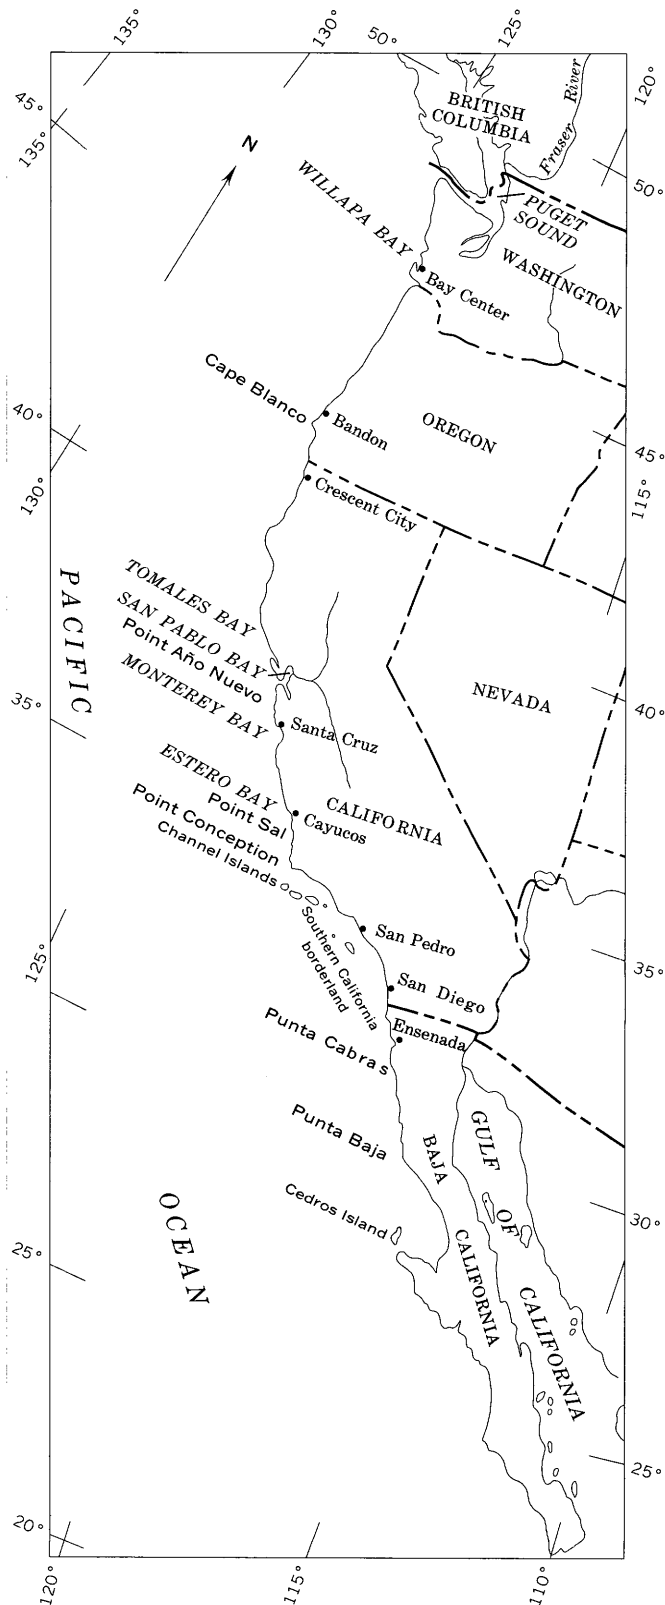 135°
130°
50°
125°
120°
45°
135°
BRITISH
COLUMBIA
Fraser River
N
50°
WILLAPA BAY
PUGET
SOUND
WASHINGTON
Bay Center
Cape Blanco
Bandon
OREGON
40°
130°
45°
115°
Crescent City
PACIFIC
TOMALES BAY
SAN PABLO BAY
Point Año Nuevo
MONTEREY BAY
Santa Cruz
NEVADA
40°
35°
ESTERO BAY
Point Sal
Point Conception
Channel Islands
Cayucos
CALIFORNIA
Southern California
borderland
San Pedro
125°
35°
San Diego
Ensenada
Punta Cabras
Punta Baja
BAJA
CALIFORNIA
GULF
OF
CALIFORNIA
Cedros Island
30°
OCEAN
25°
25°
20°
120°
115°
110°